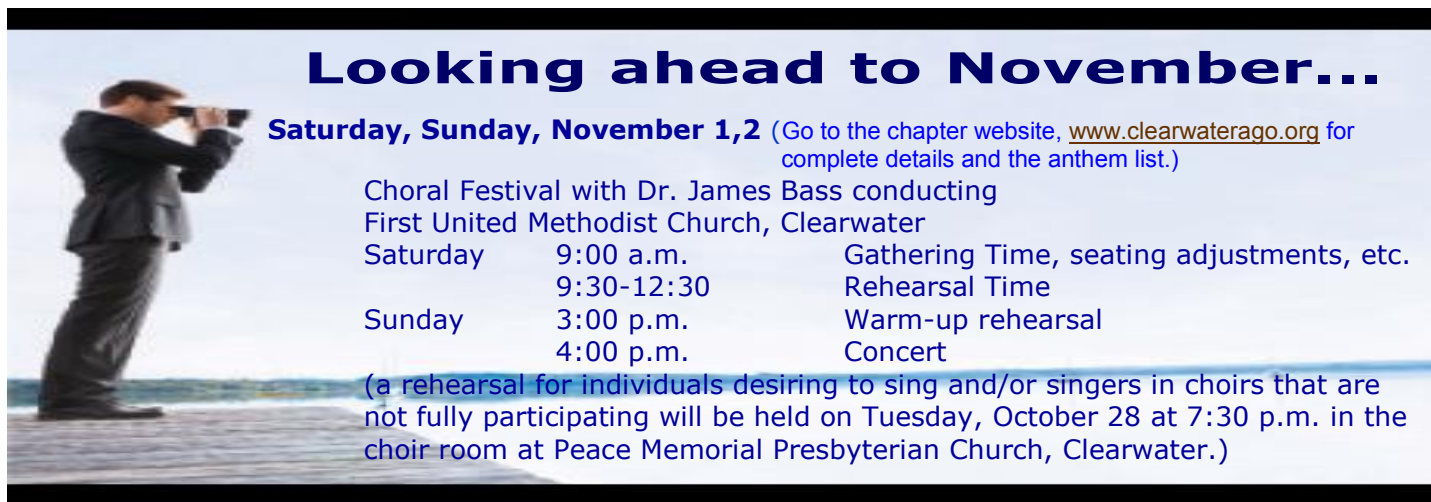 Looking ahead to November...
Saturday, Sunday, November 1,2 (Go to the chapter website, www.clearwaterago.org for
complete details and the anthem list.)
Choral Festival with Dr. James Bass conducting
First United Methodist Church, Clearwater
Saturday 9:00 a.m. Gathering Time, seating adjustments, etc.
9:30-12:30 Rehearsal Time
Sunday 3:00 p.m. Warm-up rehearsal
4:00 p.m. Concert
(a rehearsal for individuals desiring to sing and/or singers in choirs that are
not fully participating will be held on Tuesday, October 28 at 7:30 p.m. in the
choir room at Peace Memorial Presbyterian Church, Clearwater.)